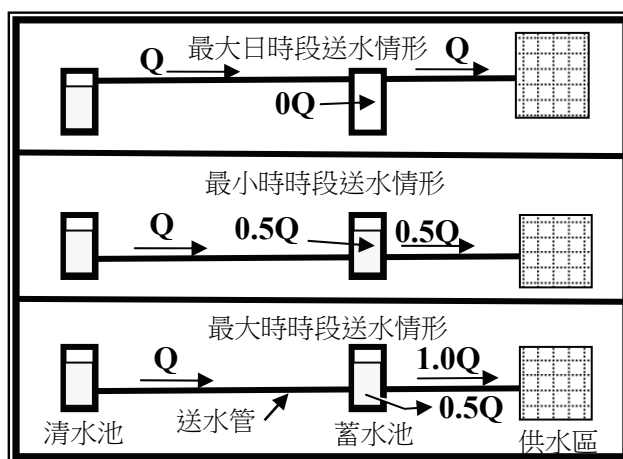 最大日時段送水情形
Q
Q
0Q
最小時時段送水情形
Q
0.5Q
0.5Q
最大時時段送水情形
Q
1.0Q
0.5Q
清水池
送水管
蓄水池
供水區